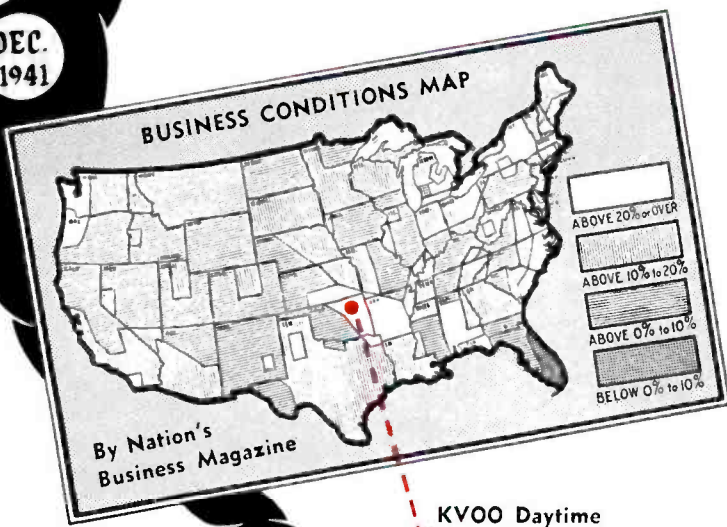 DEC.
1941
BUSINESS CONDITIONS MAP
ABOVE 20% or OVER
ABOVE 10% to 20%
ABOVE 0% to 10%
BELOW 0% to 10%
By Nation's
Business Magazine
KVOO Daytime